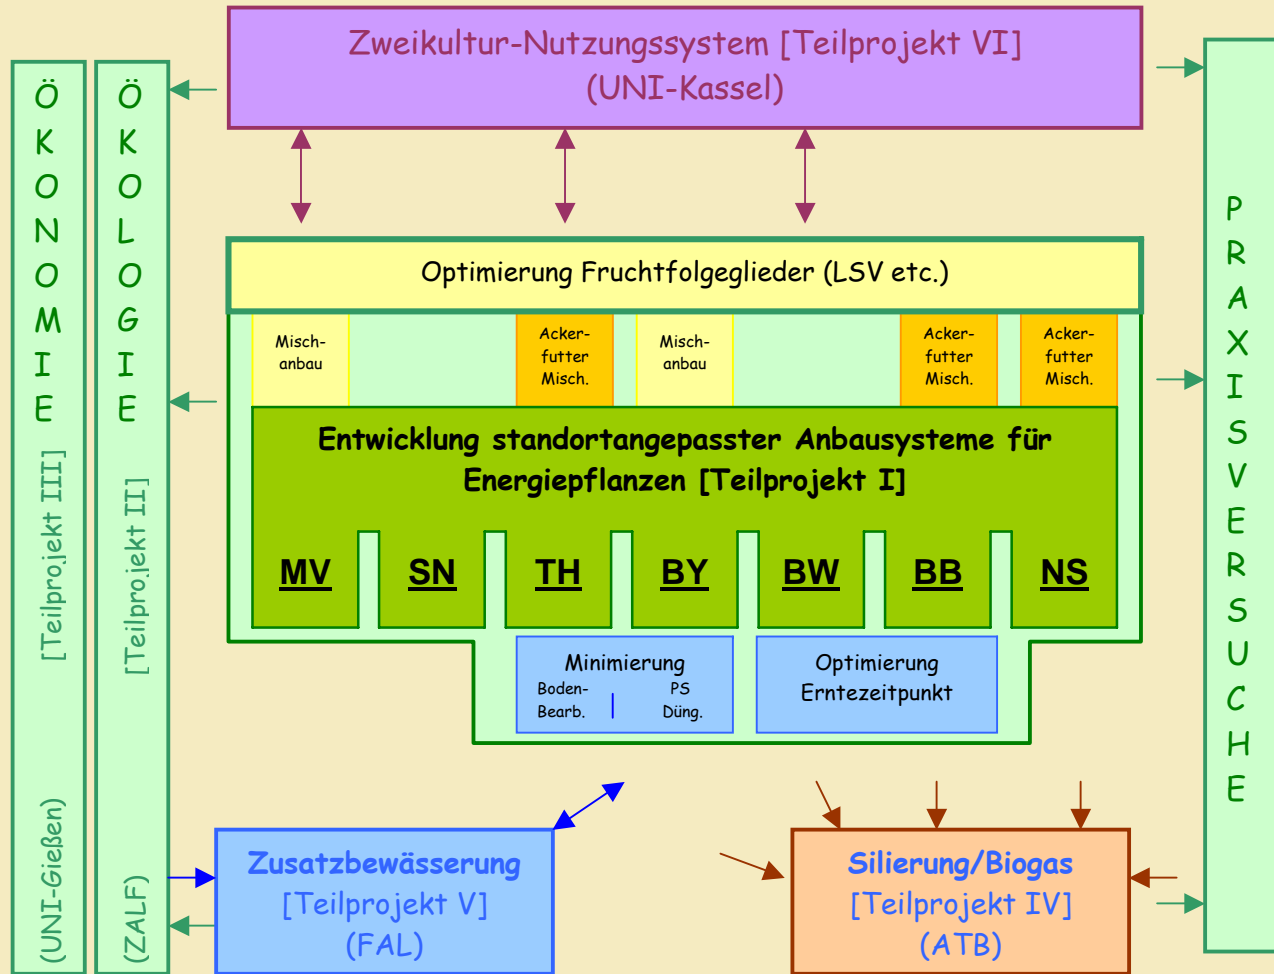 Zweikultur-Nutzungssystem [Teilprojekt VI]
(UNI-Kassel)
ÖKONOMIE
[Teilprojekt III]
(UNI-Gießen)
ÖKOLOGIE
[Teilprojekt II]
(ZALF)
Optimierung Fruchtfolgeglieder (LSV etc.)
Misch-
anbau
Acker-
futter
Misch.
Misch-
anbau
Acker-
futter
Misch.
Acker-
futter
Misch.
Entwicklung standortangepasster Anbausysteme für
Energiepflanzen [Teilprojekt I]
MV SN TH BY BW BB NS
Minimierung
Boden-
Bearb.
PS
Düng.
Optimierung
Erntezeitpunkt
Zusatzbewässerung
[Teilprojekt V]
(FAL)
Silierung/Biogas
[Teilprojekt IV]
(ATB)
PRAXISVERSUCHE